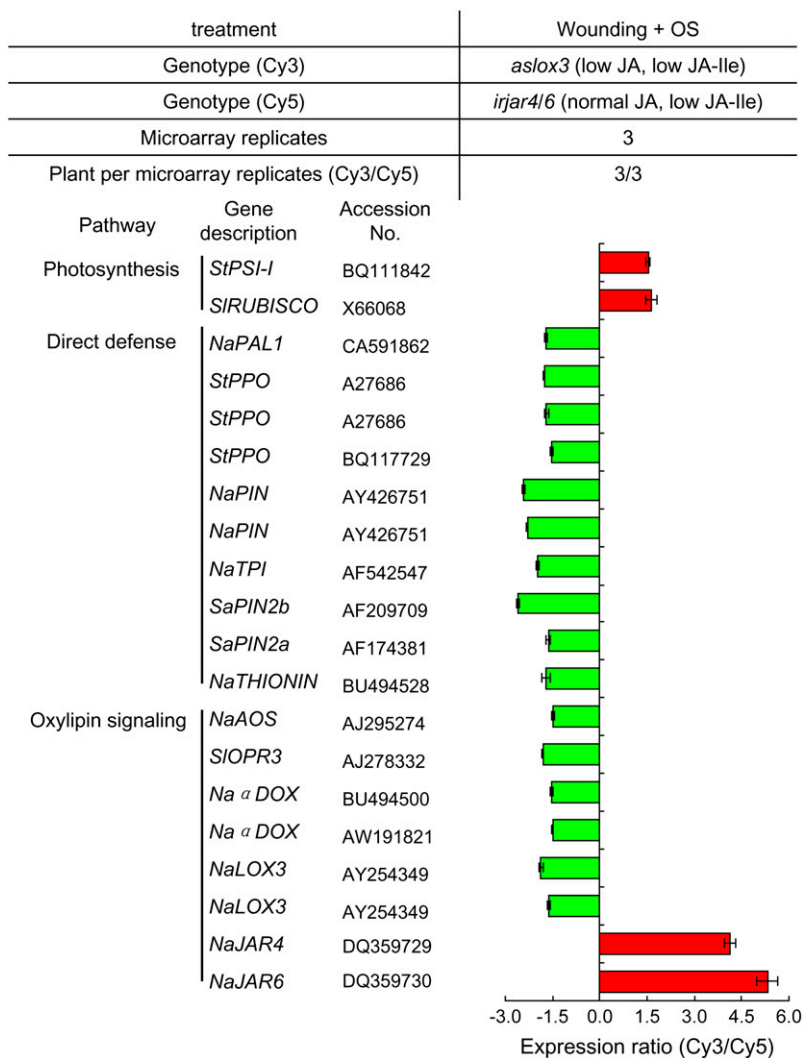 treatment Wounding + OS
Genotype (Cy3) aslox3 (low JA, low JA-Ile)
Genotype (Cy5) irjar4/6 (normal JA, low JA-Ile)
Microarray replicates 3
Plant per microarray replicates (Cy3/Cy5) 3/3
Pathway Gene description Accession No.
Photosynthesis StPSI-I BQ111842
SlRUBISCO X66068
Direct defense NaPAL1 CA591862
StPPO A27686
StPPO A27686
StPPO BQ117729
NaPIN AY426751
NaPIN AY426751
NaTPI AF542547
SaPIN2b AF209709
SaPIN2a AF174381
NaTHIONIN BU494528
Oxylipin signaling NaAOS AJ295274
SlOPR3 AJ278332
Na α DOX BU494500
Na α DOX AW191821
NaLOX3 AY254349
NaLOX3 AY254349
NaJAR4 DQ359729
NaJAR6 DQ359730
-3.0 -1.5 0.0 1.5 3.0 4.5 6.0
Expression ratio (Cy3/Cy5)